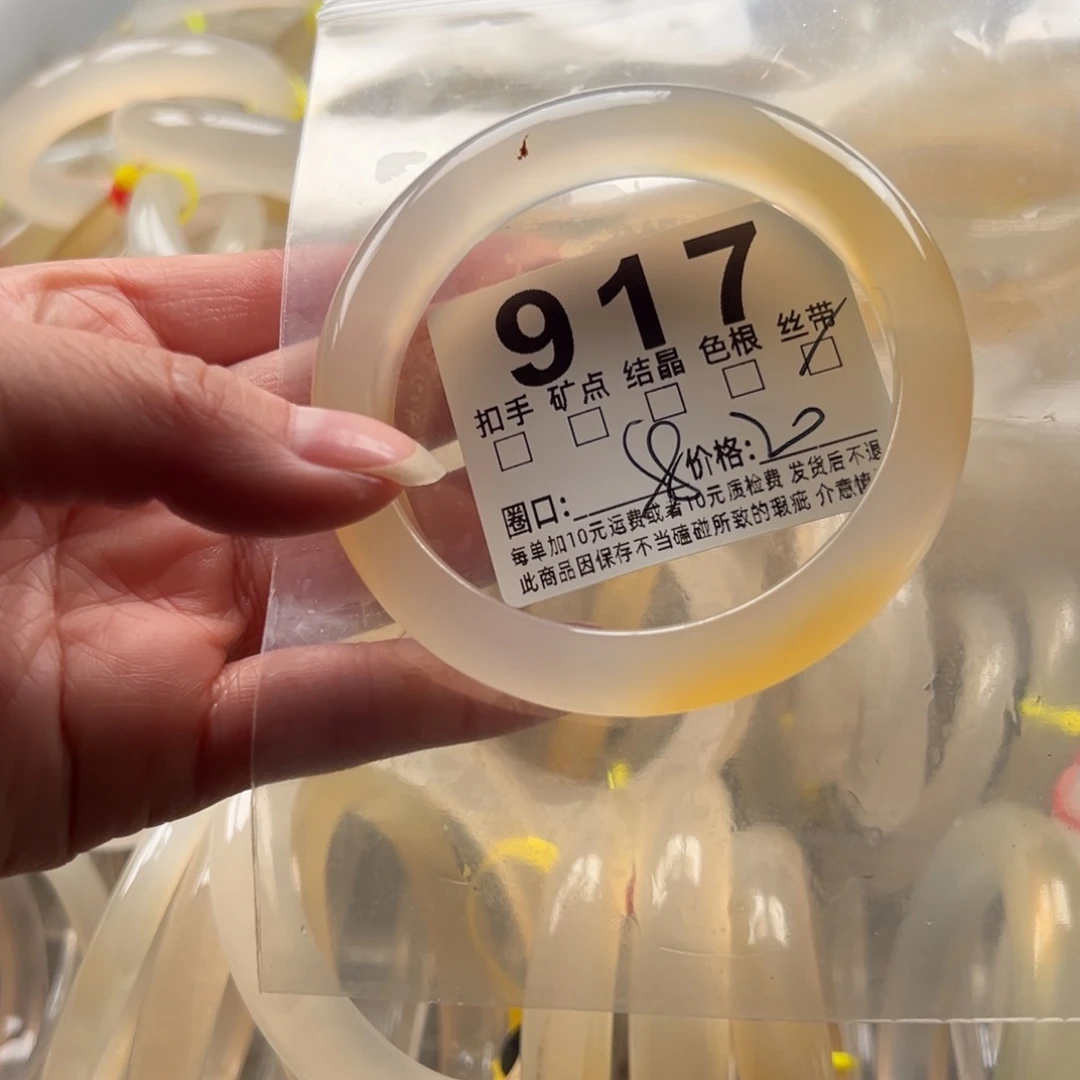 917
扣手 矿点 结晶 色根 丝带
圈口: 价格:
每单加10元运费或者10元质检费 发货后不退
此商品因保存不当磕碰所致的瑕疵 介意慎